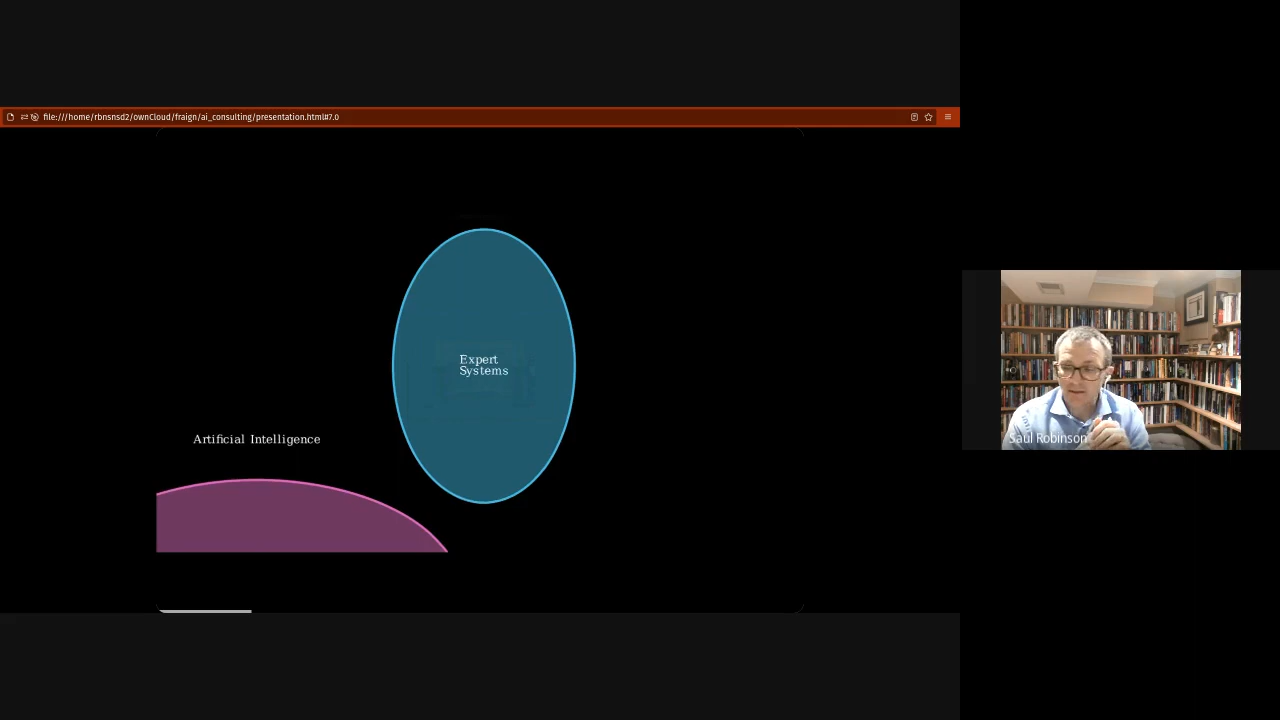 file:///home/rbnsnsd2/ownCloud/fraign/ai_consulting/presentation.html#7.0
Expert
Systems
Artificial Intelligence
Saul Robinson